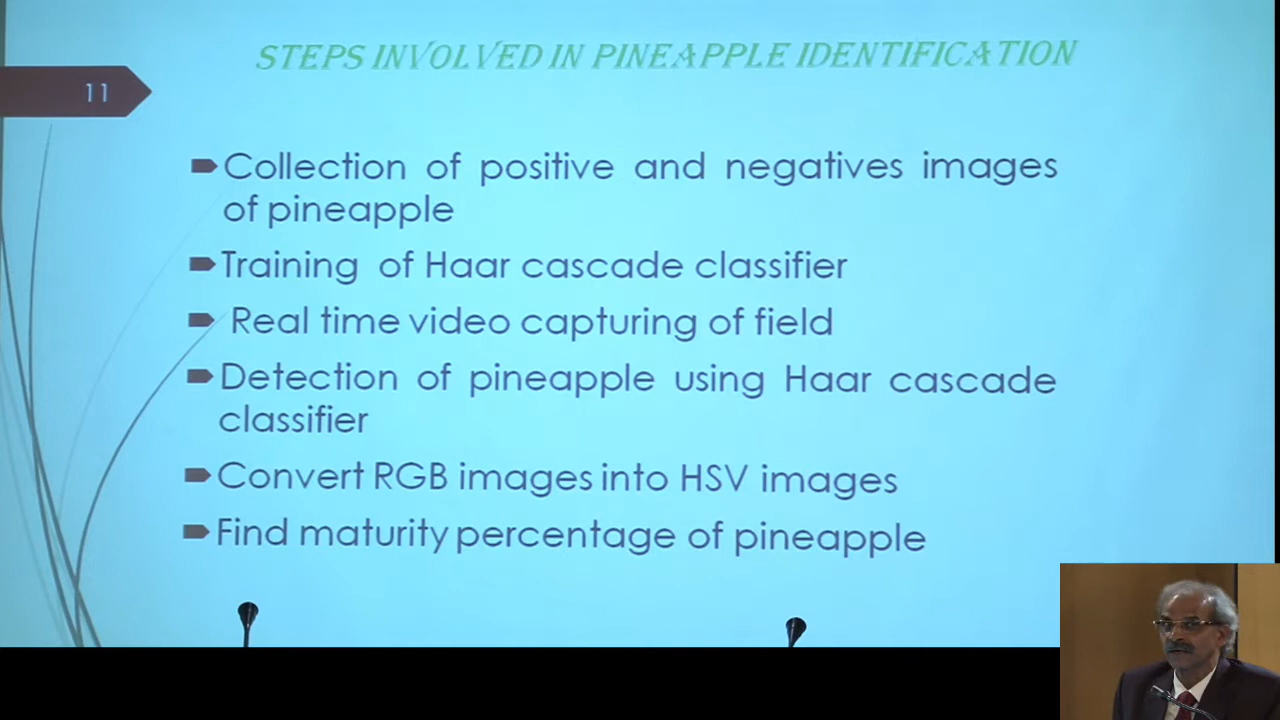 STEPS INVOLVED IN PINEAPPLE IDENTIFICATION
11
Collection of positive and negatives images
of pineapple
Training of Haar cascade classifier
Real time video capturing of field
Detection of pineapple using Haar cascade
classifier
Convert RGB images into HSV images
Find maturity percentage of pineapple